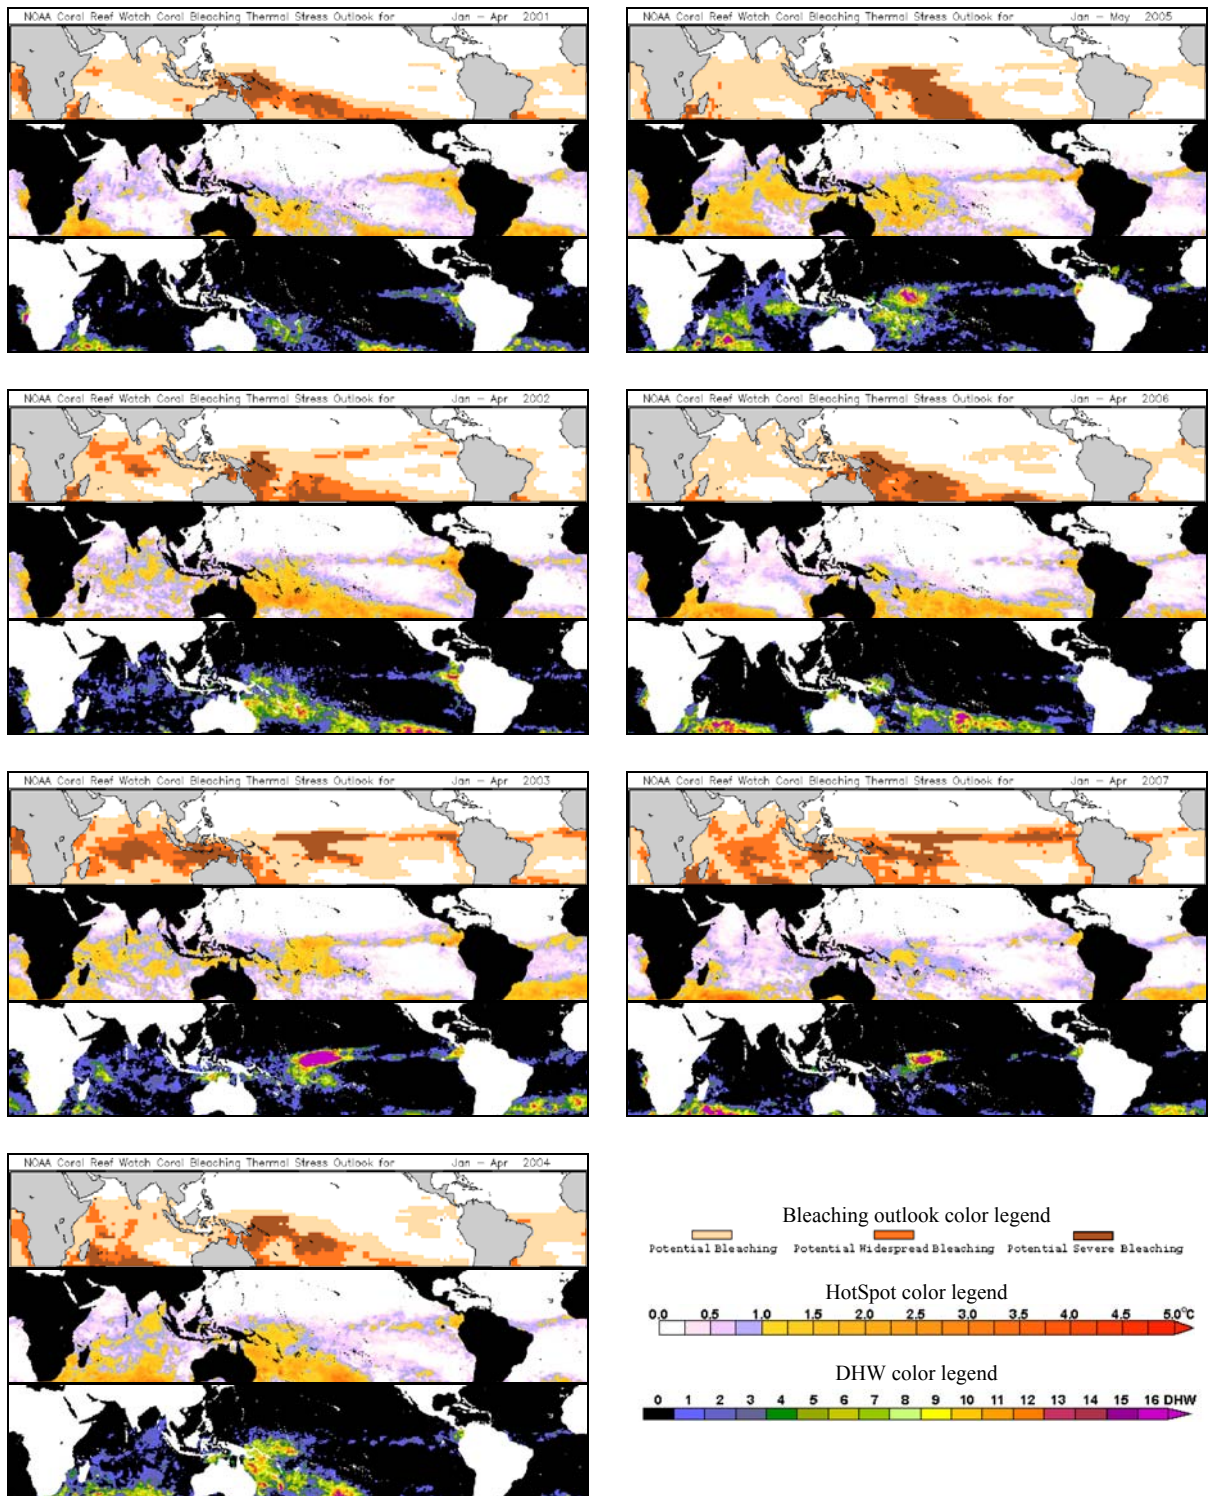 NOAA Coral Reef Watch Coral Bleaching Thermal Stress Outlook for Jan – Apr 2001
NOAA Coral Reef Watch Coral Bleaching Thermal Stress Outlook for Jan – May 2005
NOAA Coral Reef Watch Coral Bleaching Thermal Stress Outlook for Jan – Apr 2002
NOAA Coral Reef Watch Coral Bleaching Thermal Stress Outlook for Jan – Apr 2006
NOAA Coral Reef Watch Coral Bleaching Thermal Stress Outlook for Jan – Apr 2003
NOAA Coral Reef Watch Coral Bleaching Thermal Stress Outlook for Jan – Apr 2007
NOAA Coral Reef Watch Coral Bleaching Thermal Stress Outlook for Jan – Apr 2004
Bleaching outlook color legend
Potential Bleaching Potential Widespread Bleaching Potential Severe Bleaching
HotSpot color legend
0.0 0.5 1.0 1.5 2.0 2.5 3.0 3.5 4.0 4.5 5.0°C
DHW color legend
0 1 2 3 4 5 6 7 8 9 10 11 12 13 14 15 16 DHW